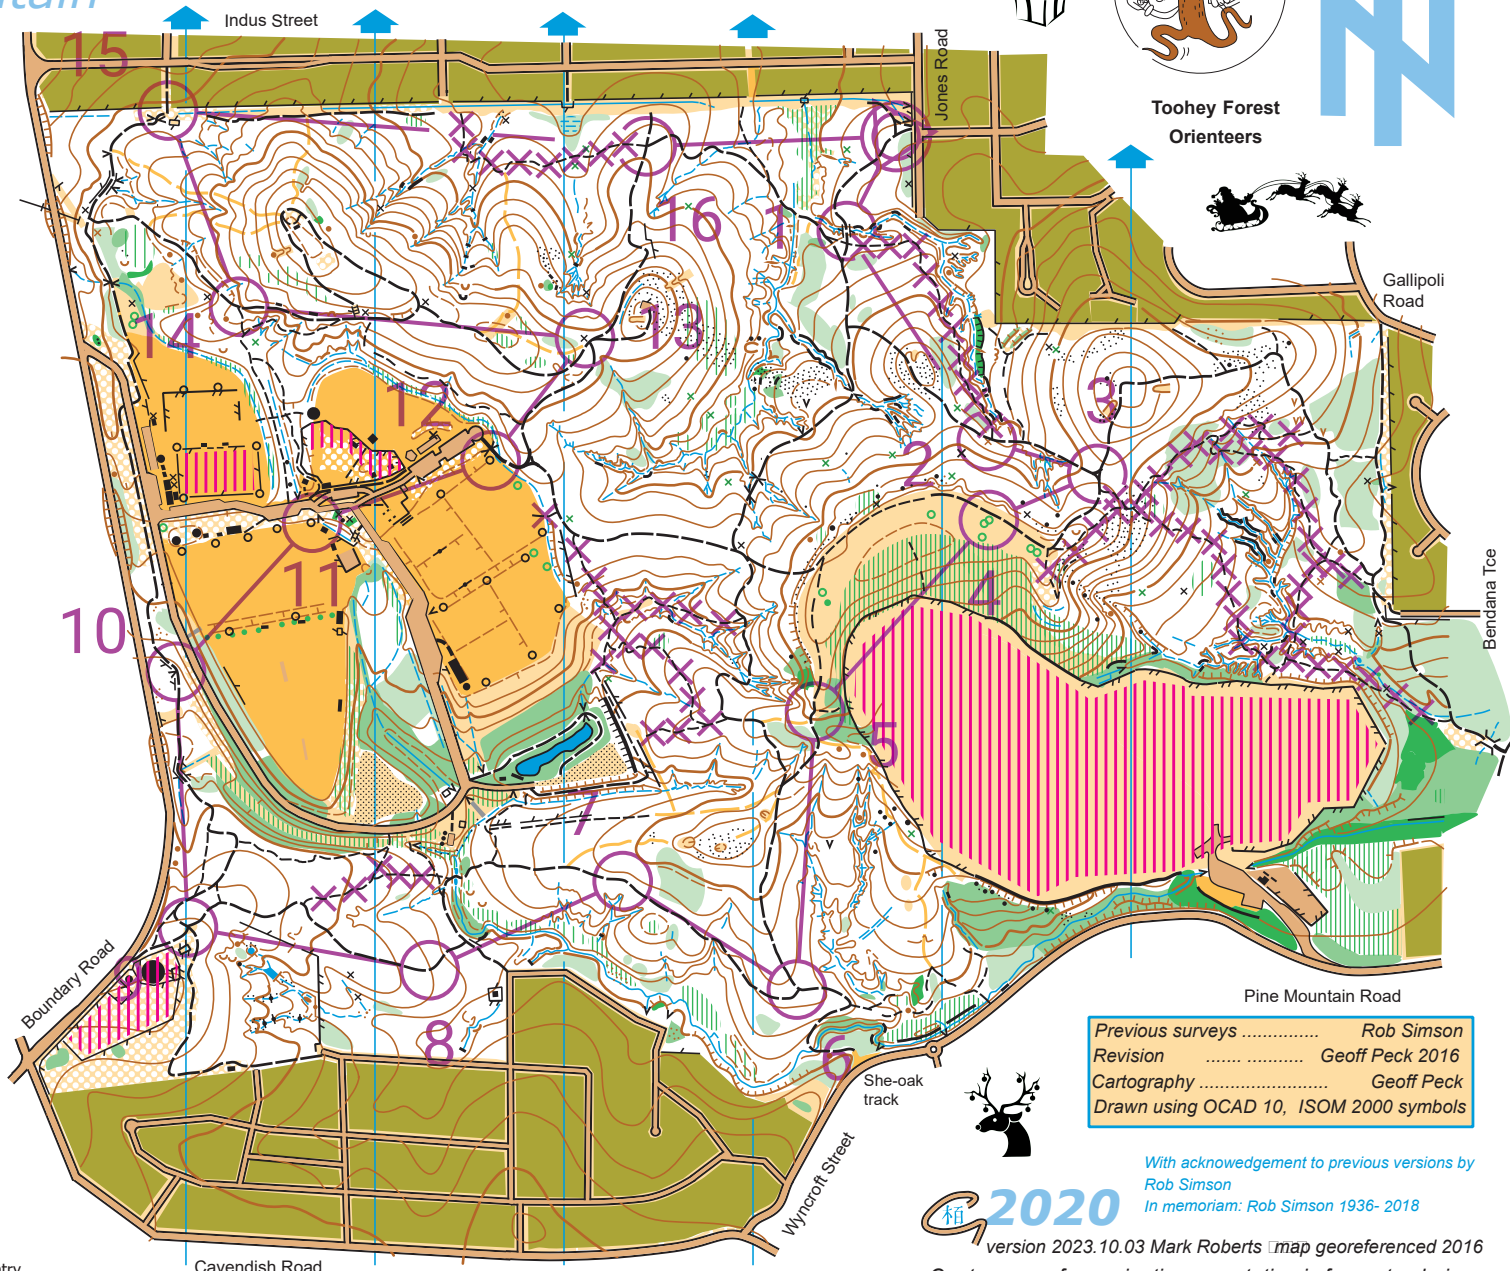 Indus Street
Jones Road
Toohey Forest
Orienteers
Gallipoli
Road
15
16
1
14
13
12
3
2
4
11
10
5
7
9
8
6
Bendana Tce
Boundary Road
Pine Mountain Road
She-oak
track
Wyncroft Street
Cavendish Road
Previous surveys .................. Rob Simson
Revision ....... ........... Geoff Peck 2016
Cartography ........................ Geoff Peck
Drawn using OCAD 10, ISOM 2000 symbols
With acknowedgement to previous versions by
Rob Simson
In memoriam: Rob Simson 1936- 2018
栢 2020
version 2023.10.03 Mark Roberts map georeferenced 2016